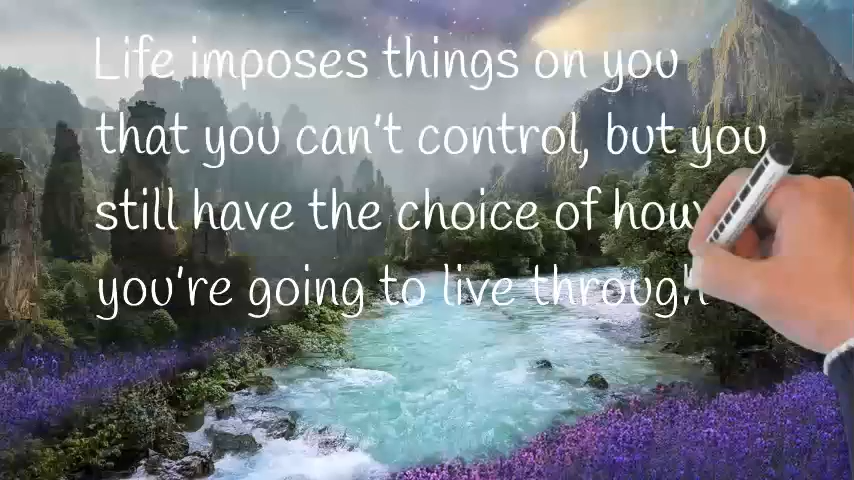 Life imposes things on you
that you can't control, but you
still have the choice of how
you're going to live through